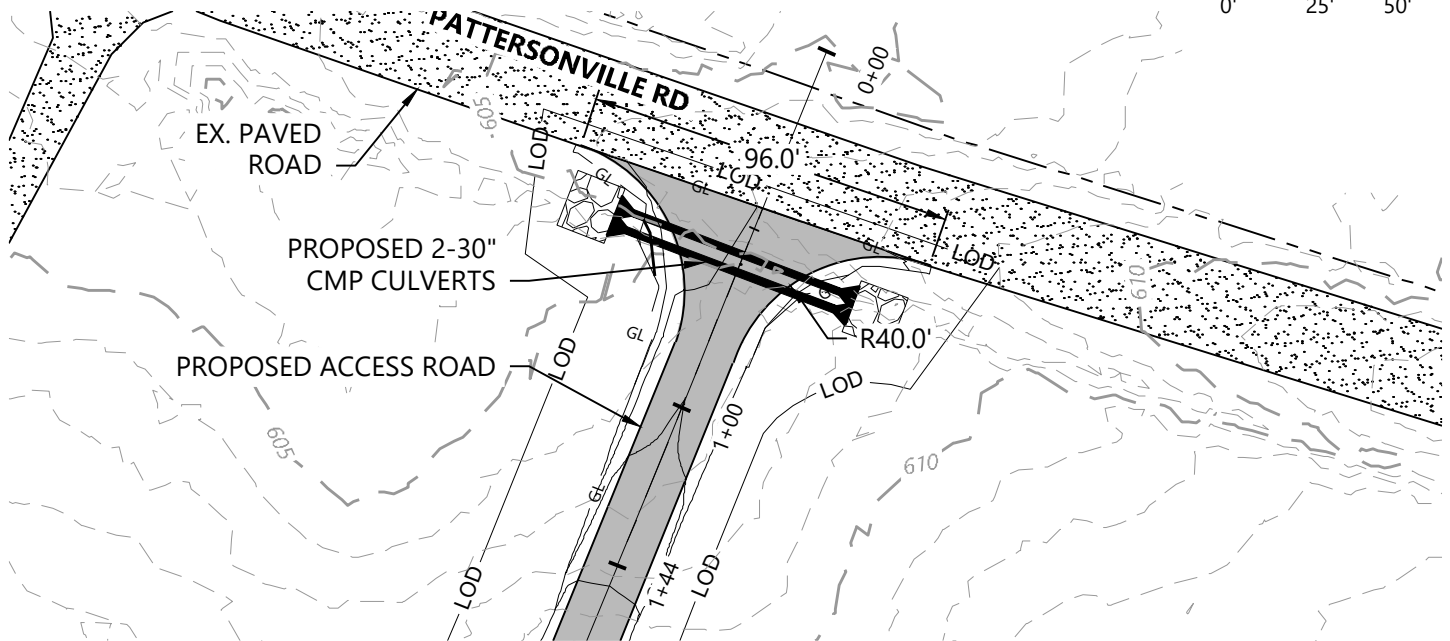 0' 25' 50'
PATTERSONVILLE RD
0+00
605
EX. PAVED
ROAD
LOD
96.0'
LOD
GL
GL
PROPOSED 2-30"
CMP CULVERTS
GL
LOD
610
GL
GL
R40.0'
PROPOSED ACCESS ROAD
LOD
LOD
605
1+00
610
GL
LOD
1+44
LOD